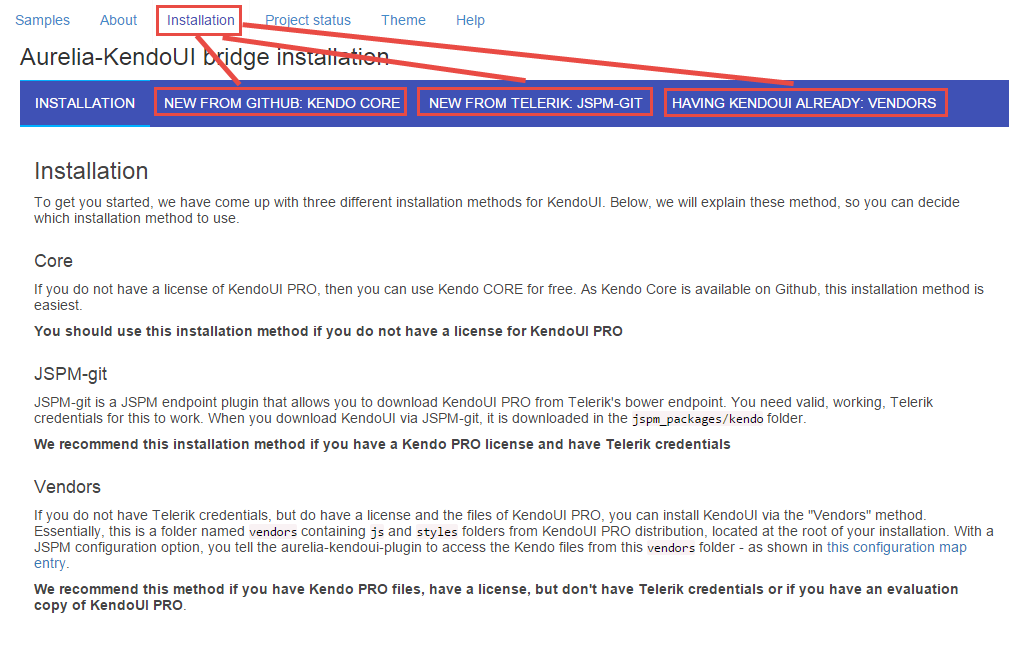 Samples About Installation Project status Theme Help
Aurelia-KendoUI bridge installation
INSTALLATION NEW FROM GITHUB: KENDO CORE NEW FROM TELERIK: JSPM-GIT HAVING KENDOUI ALREADY: VENDORS
Installation
To get you started, we have come up with three different installation methods for KendoUI. Below, we will explain these method, so you can decide
which installation method to use.
Core
If you do not have a license of KendoUI PRO, then you can use Kendo CORE for free. As Kendo Core is available on Github, this installation method is
easiest.
You should use this installation method if you do not have a license for KendoUI PRO
JSPM-git
JSPM-git is a JSPM endpoint plugin that allows you to download KendoUI PRO from Telerik's bower endpoint. You need valid, working, Telerik
credentials for this to work. When you download KendoUI via JSPM-git, it is downloaded in the jspm_packages/kendo folder.
We recommend this installation method if you have a Kendo PRO license and have Telerik credentials
Vendors
If you do not have Telerik credentials, but do have a license and the files of KendoUI PRO, you can install KendoUI via the "Vendors" method.
Essentially, this is a folder named vendors containing js and styles folders from KendoUI PRO distribution, located at the root of your installation. With a
JSPM configuration option, you tell the aurelia-kendoui-plugin to access the Kendo files from this vendors folder - as shown in this configuration map
entry.
We recommend this method if you have Kendo PRO files, have a license, but don't have Telerik credentials or if you have an evaluation
copy of KendoUI PRO.